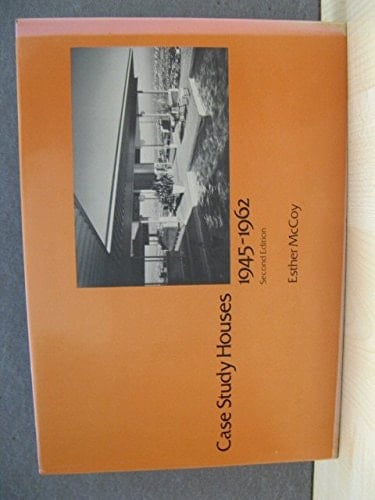 Case Study Houses
1945-1962
Second Edition
Esther McCoy